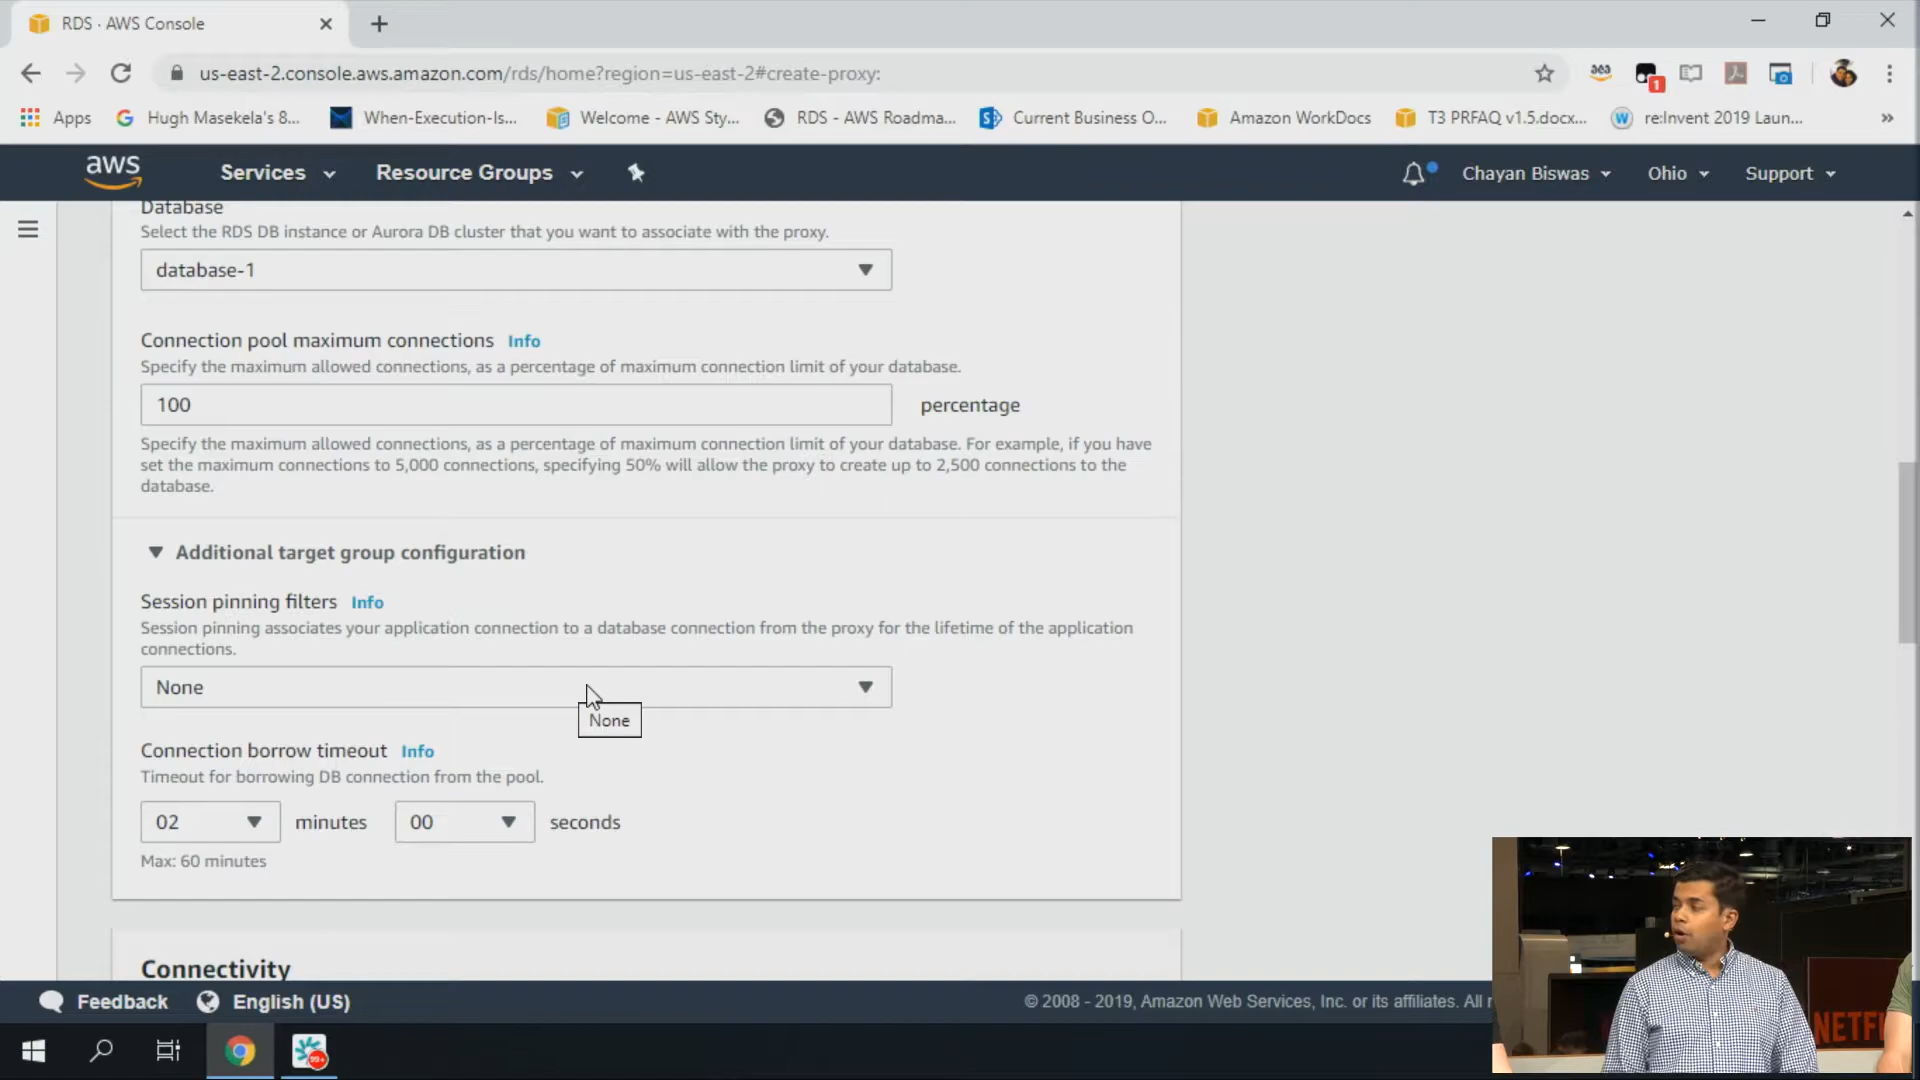 RDS · AWS Console
us-east-2.console.aws.amazon.com/rds/home?region=us-east-2#create-proxy:
1
Apps
Hugh Masekela's 8...
When-Execution-Is...
Welcome - AWS Sty...
RDS - AWS Roadma...
Current Business O...
Amazon WorkDocs
T3 PRFAQ v1.5.docx...
re:Invent 2019 Laun...
»
aws
Services
Resource Groups
Chayan Biswas
Ohio
Support
Database
Select the RDS DB instance or Aurora DB cluster that you want to associate with the proxy.
database-1
Connection pool maximum connections Info
Specify the maximum allowed connections, as a percentage of maximum connection limit of your database.
100
percentage
Specify the maximum allowed connections, as a percentage of maximum connection limit of your database. For example, if you have
set the maximum connections to 5,000 connections, specifying 50% will allow the proxy to create up to 2,500 connections to the
database.
Additional target group configuration
Session pinning filters Info
Session pinning associates your application connection to a database connection from the proxy for the lifetime of the application
connections.
None
None
Connection borrow timeout Info
Timeout for borrowing DB connection from the pool.
02 minutes 00 seconds
Max: 60 minutes
Connectivity
Feedback
English (US)
© 2008 - 2019, Amazon Web Services, Inc. or its affiliates. All
99+
NETF